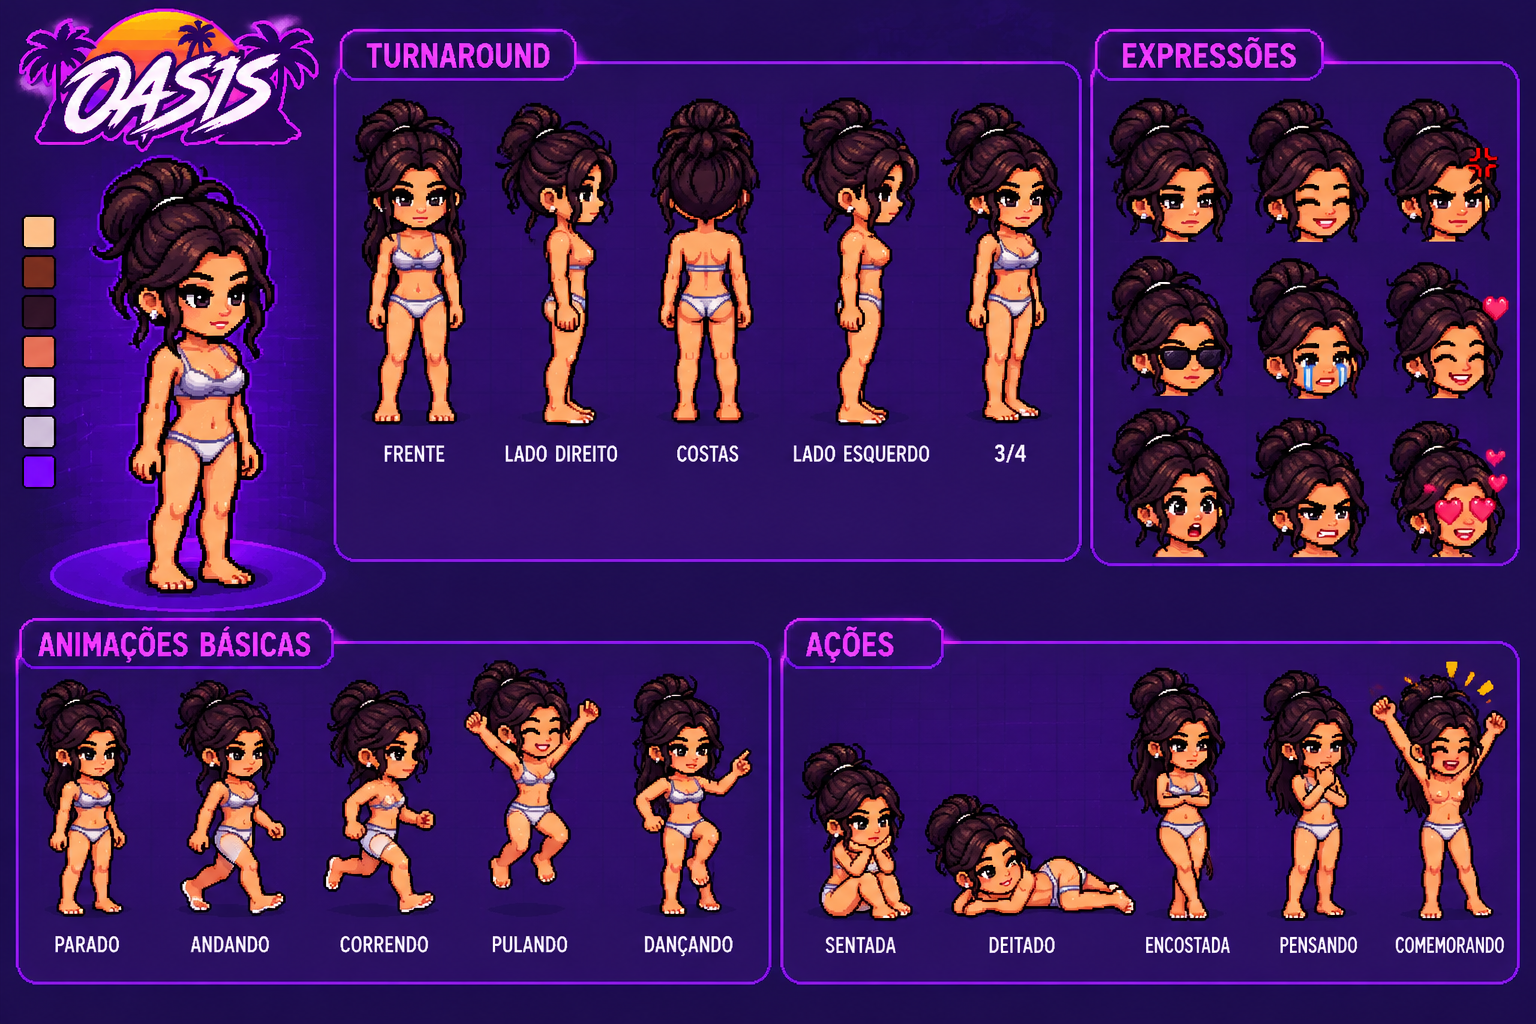 OASIS
TURNAROUND
FRENTE
LADO DIREITO
COSTAS
LADO ESQUERDO
3/4
EXPRESSÕES
ANIMAÇÕES BÁSICAS
PARADO
ANDANDO
CORRENDO
PULANDO
DANÇANDO
AÇÕES
SENTADA
DEITADO
ENCOSTADA
PENSANDO
COMEMORANDO